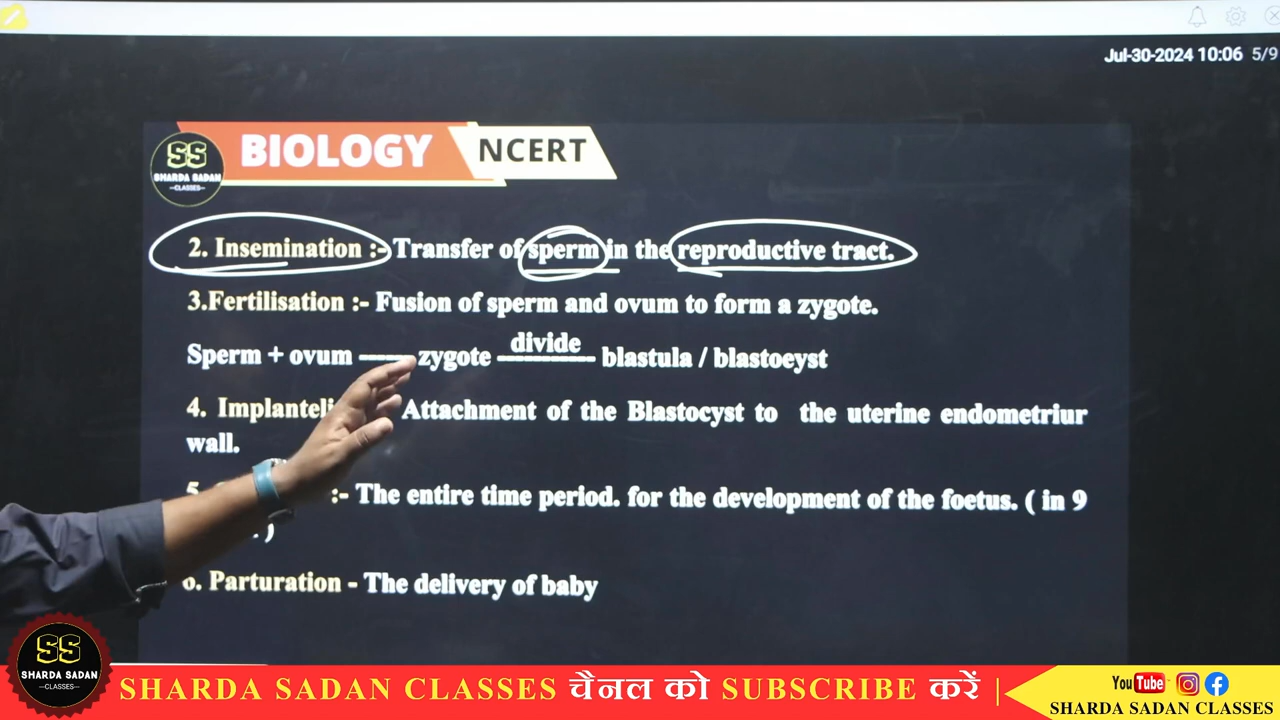 Jul-30-2024 10:06 5/9
BIOLOGY NCERT
SS
SHARDA SADAN
—CLASSES—
2. Insemination :- Transfer of sperm in the reproductive tract.
3.Fertilisation :- Fusion of sperm and ovum to form a zygote.
divide
Sperm + ovum ------ zygote ------------ blastula / blastoeyst
4. Attachment of the Blastocyst to the uterine endometriur
wall.
:- The entire time period. for the development of the foetus. ( in 9
)
6. Parturation - The delivery of baby
SS
SHARDA SADAN
—CLASSES—
SHARDA SADAN CLASSES चैनल को SUBSCRIBE करें |
YouTube
SHARDA SADAN CLASSES